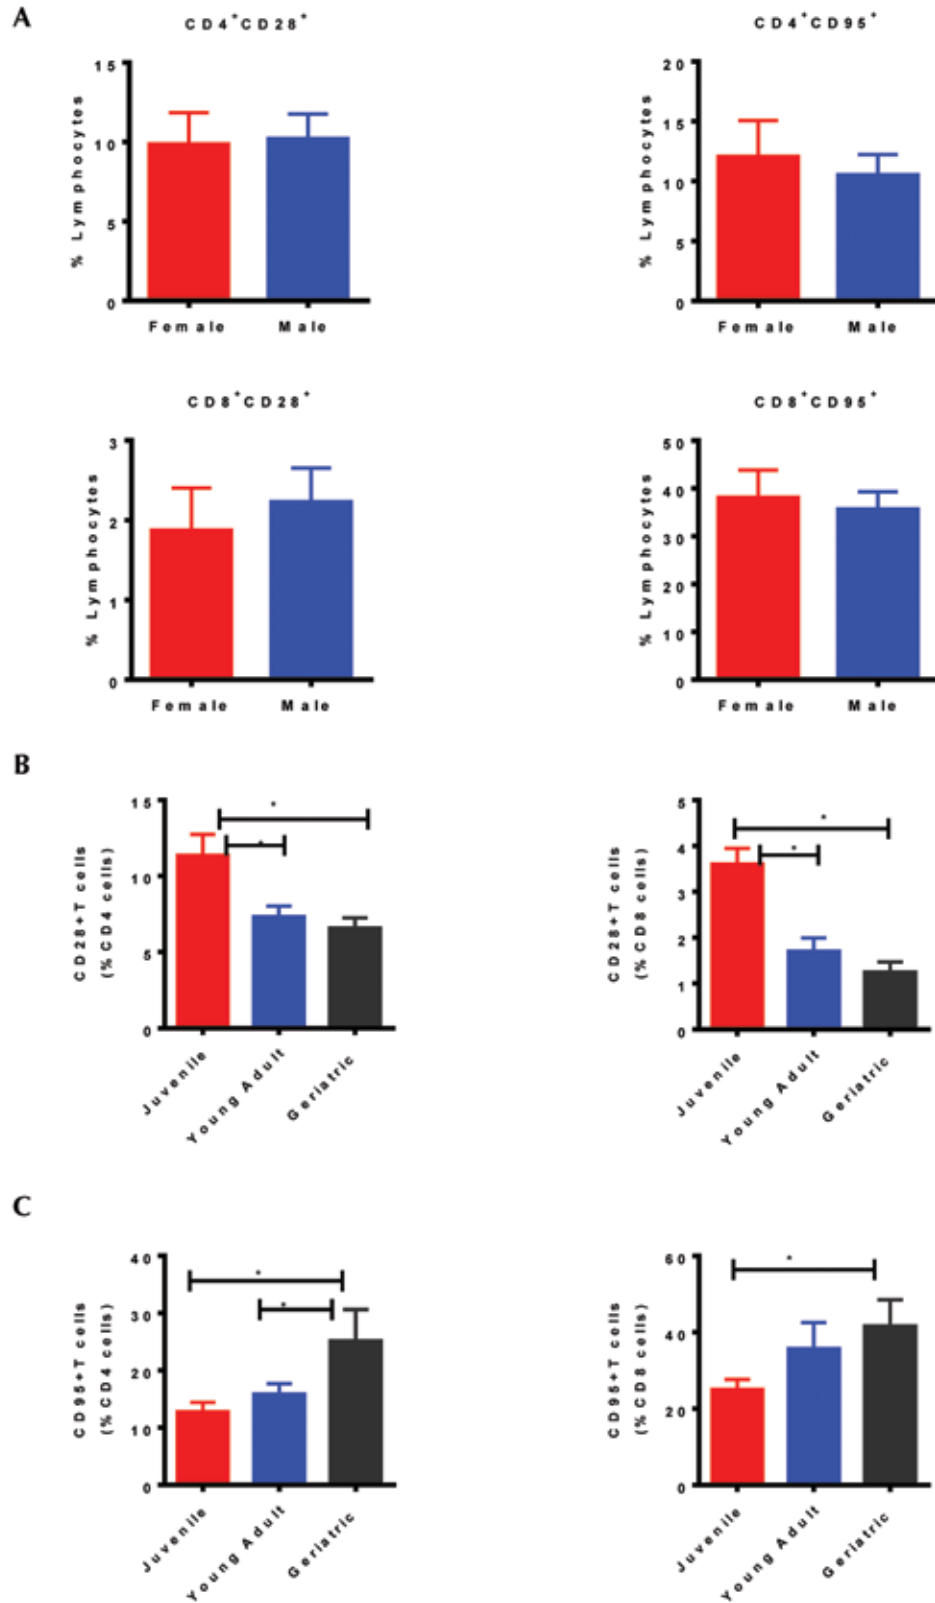 A
CD4+CD28+
15
10
5
0
% Lymphocytes
Female Male
CD4+CD95+
20
15
10
5
0
% Lymphocytes
Female Male
CD8+CD28+
3
2
1
0
% Lymphocytes
Female Male
CD8+CD95+
50
40
30
20
10
0
% Lymphocytes
Female Male
B
15
10
5
0
CD28+T cells
(%CD4 cells)
*
*
Juvenile
Young Adult
Geriatric
5
4
3
2
1
0
CD28+T cells
(%CD8 cells)
*
*
Juvenile
Young Adult
Geriatric
C
40
30
20
10
0
CD95+T cells
(%CD4 cells)
*
*
Juvenile
Young Adult
Geriatric
60
40
20
0
CD95+T cells
(%CD8 cells)
*
Juvenile
Young Adult
Geriatric